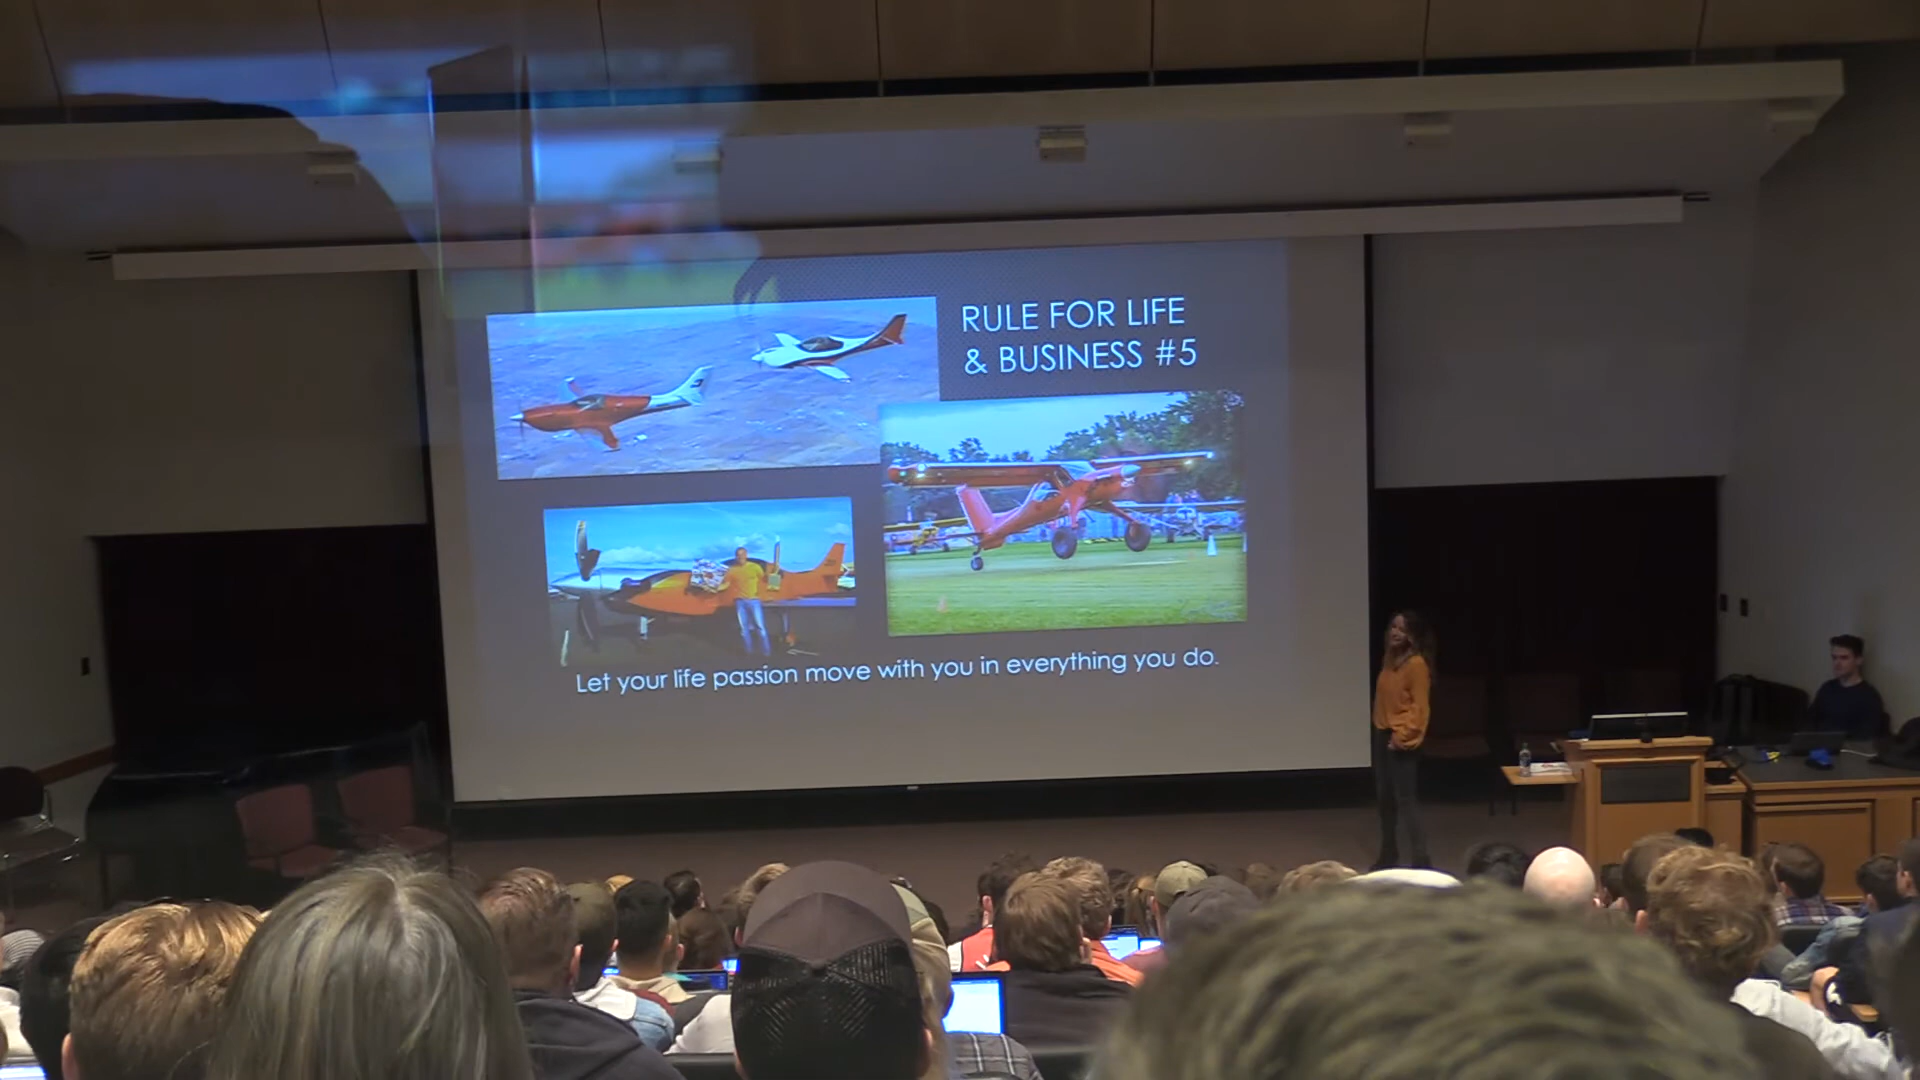 RULE FOR LIFE
& BUSINESS #5
Let your life passion move with you in everything you do.